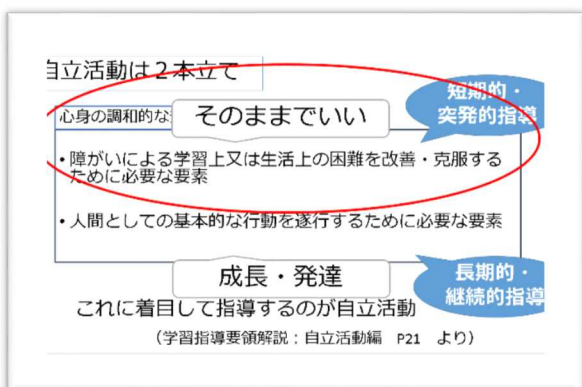 自立活動は2本立て
短期的・
突発的指導
心身の調和的な
そのままでいい
・障がいによる学習上又は生活上の困難を改善・克服する
ために必要な要素
・人間としての基本的な行動を遂行するために必要な要素
成長・発達
長期的・
継続的指導
これに着目して指導するのが自立活動
(学習指導要領解説:自立活動編 P21 より)